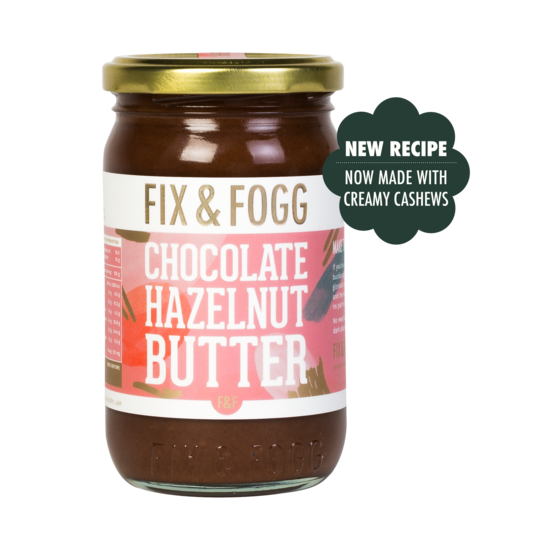 FIX & FOGG
CHOCOLATE
HAZELNUT
BUTTER
F&F
FIX & FOGG
NEW RECIPE
NOW MADE WITH
CREAMY CASHEWS